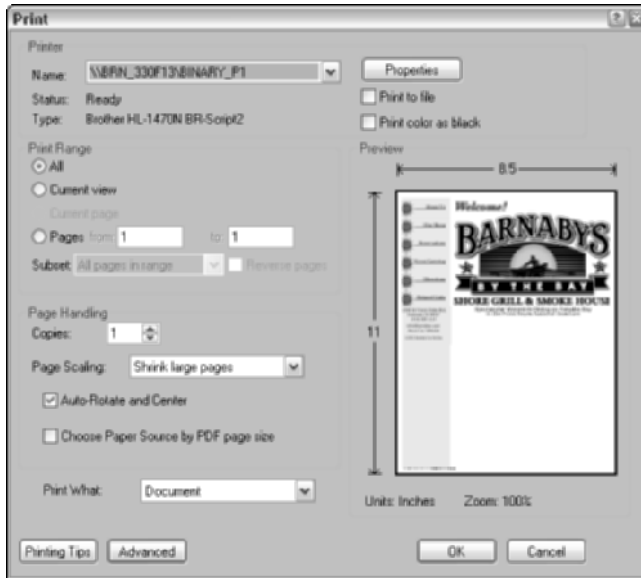 Print
Printer
Name: \\BRN_330F13\BINARY_P1
Properties
Status: Ready
Print to file
Type: Brother HL-1470N BR-Script2
Print color as black
Print Range
All
Current view
Current page
Pages from: 1 to: 1
Subset: All pages in range
Reverse pages
Page Handling
Copies: 1
Page Scaling: Shrink large pages
Auto-Rotate and Center
Choose Paper Source by PDF page size
Print What: Document
Preview
8.5
11
Welcome!
BARNABY'S
BY THE BAY
SHORE GRILL & SMOKE HOUSE
Units: Inches Zoom: 100%
Printing Tips
Advanced
OK
Cancel